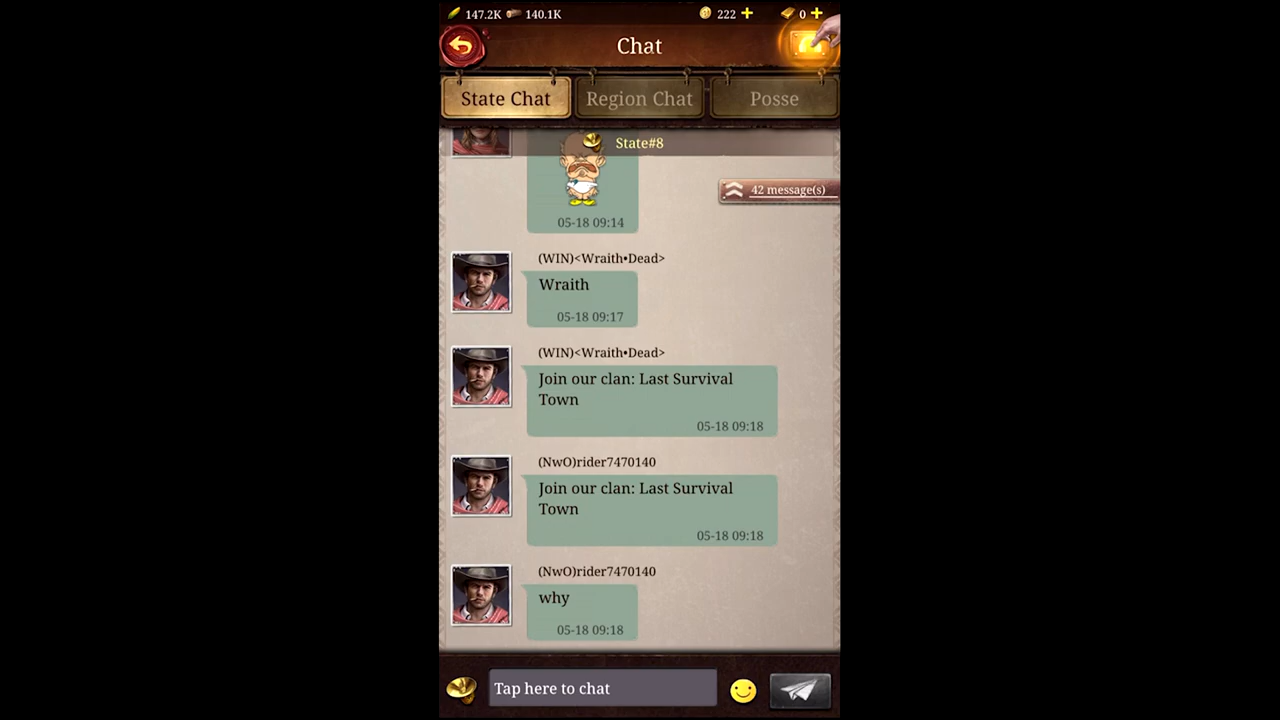 147.2K 140.1K 222 0
Chat
State Chat Region Chat Posse
State#8
42 message(s)
05-18 09:14
(WIN)<Wraith•Dead>
Wraith
05-18 09:17
(WIN)<Wraith•Dead>
Join our clan: Last Survival
Town
05-18 09:18
(NwO)rider7470140
Join our clan: Last Survival
Town
05-18 09:18
(NwO)rider7470140
why
05-18 09:18
Tap here to chat